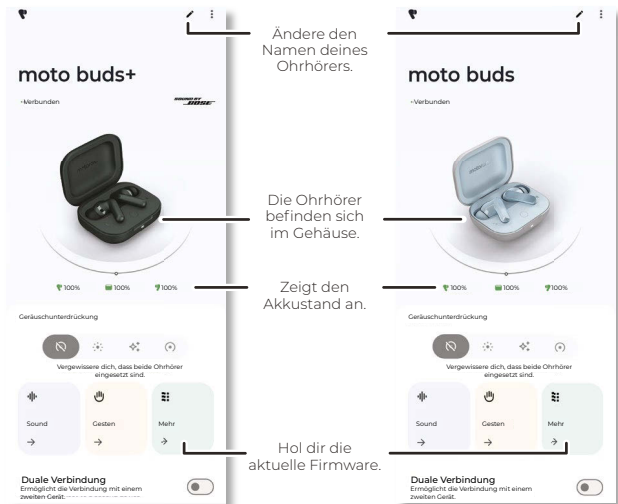 moto buds+
•Verbunden
SOUND BY
BOSE
100%
100%
100%
Geräuschunterdrückung
Vergewissere dich, dass beide Ohrhörer
eingesetzt sind.
Sound
Gesten
Mehr
Duale Verbindung
Ermöglicht die Verbindung mit einem
zweiten Gerät.
Ändere den
Namen deines
Ohrhörers.
Die Ohrhörer
befinden sich
im Gehäuse.
Zeigt den
Akkustand an.
Hol dir die
aktuelle Firmware.
moto buds
•Verbunden
100%
100%
100%
Geräuschunterdrückung
Vergewissere dich, dass beide Ohrhörer
eingesetzt sind.
Sound
Gesten
Mehr
Duale Verbindung
Ermöglicht die Verbindung mit einem
zweiten Gerät.